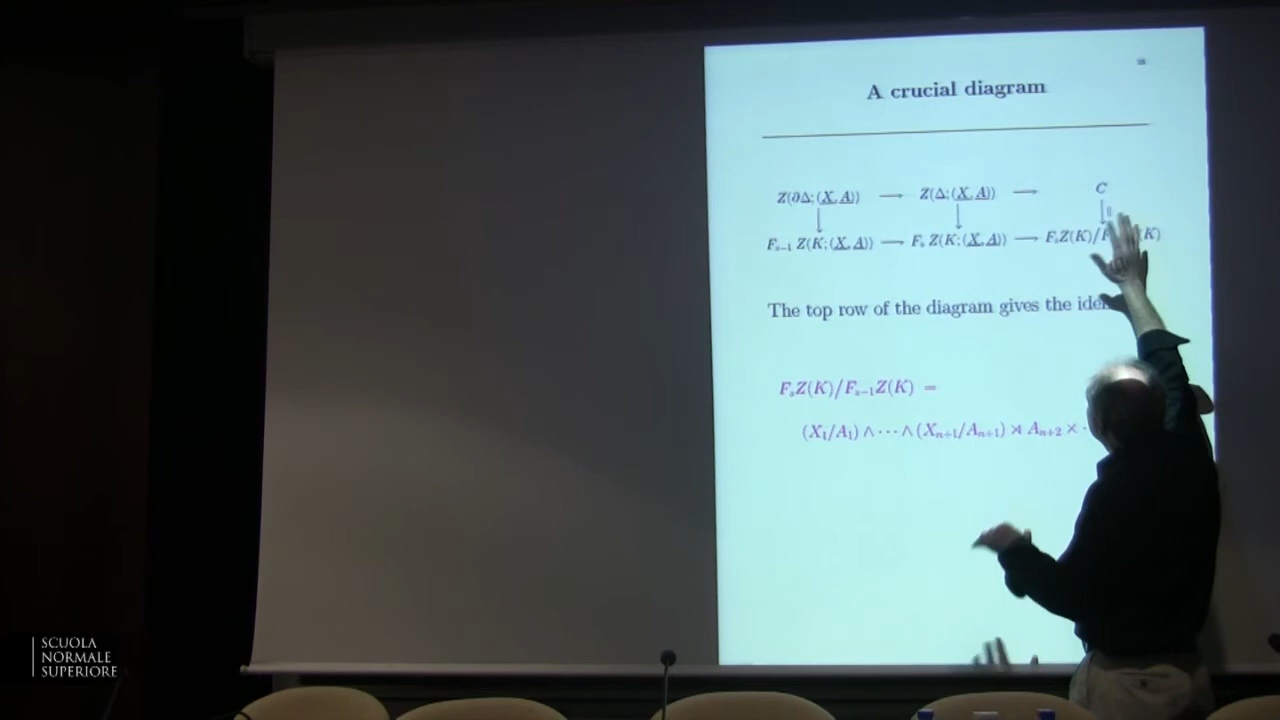 A crucial diagram
Z(∂Δ; (X, A)) → Z(Δ; (X, A)) → C
↓ ↓ ↓
F_{s−1} Z(K; (X, A)) → F_s Z(K; (X, A)) → F_sZ(K)/F (K)
The top row of the diagram gives the
F_sZ(K)/F_{s−1}Z(K) =
(X_1/A_1) ∧ ⋯ ∧ (X_{n+1}/A_{n+1}) ⋊ A_{n+2} × ·
SCUOLA
NORMALE
SUPERIORE